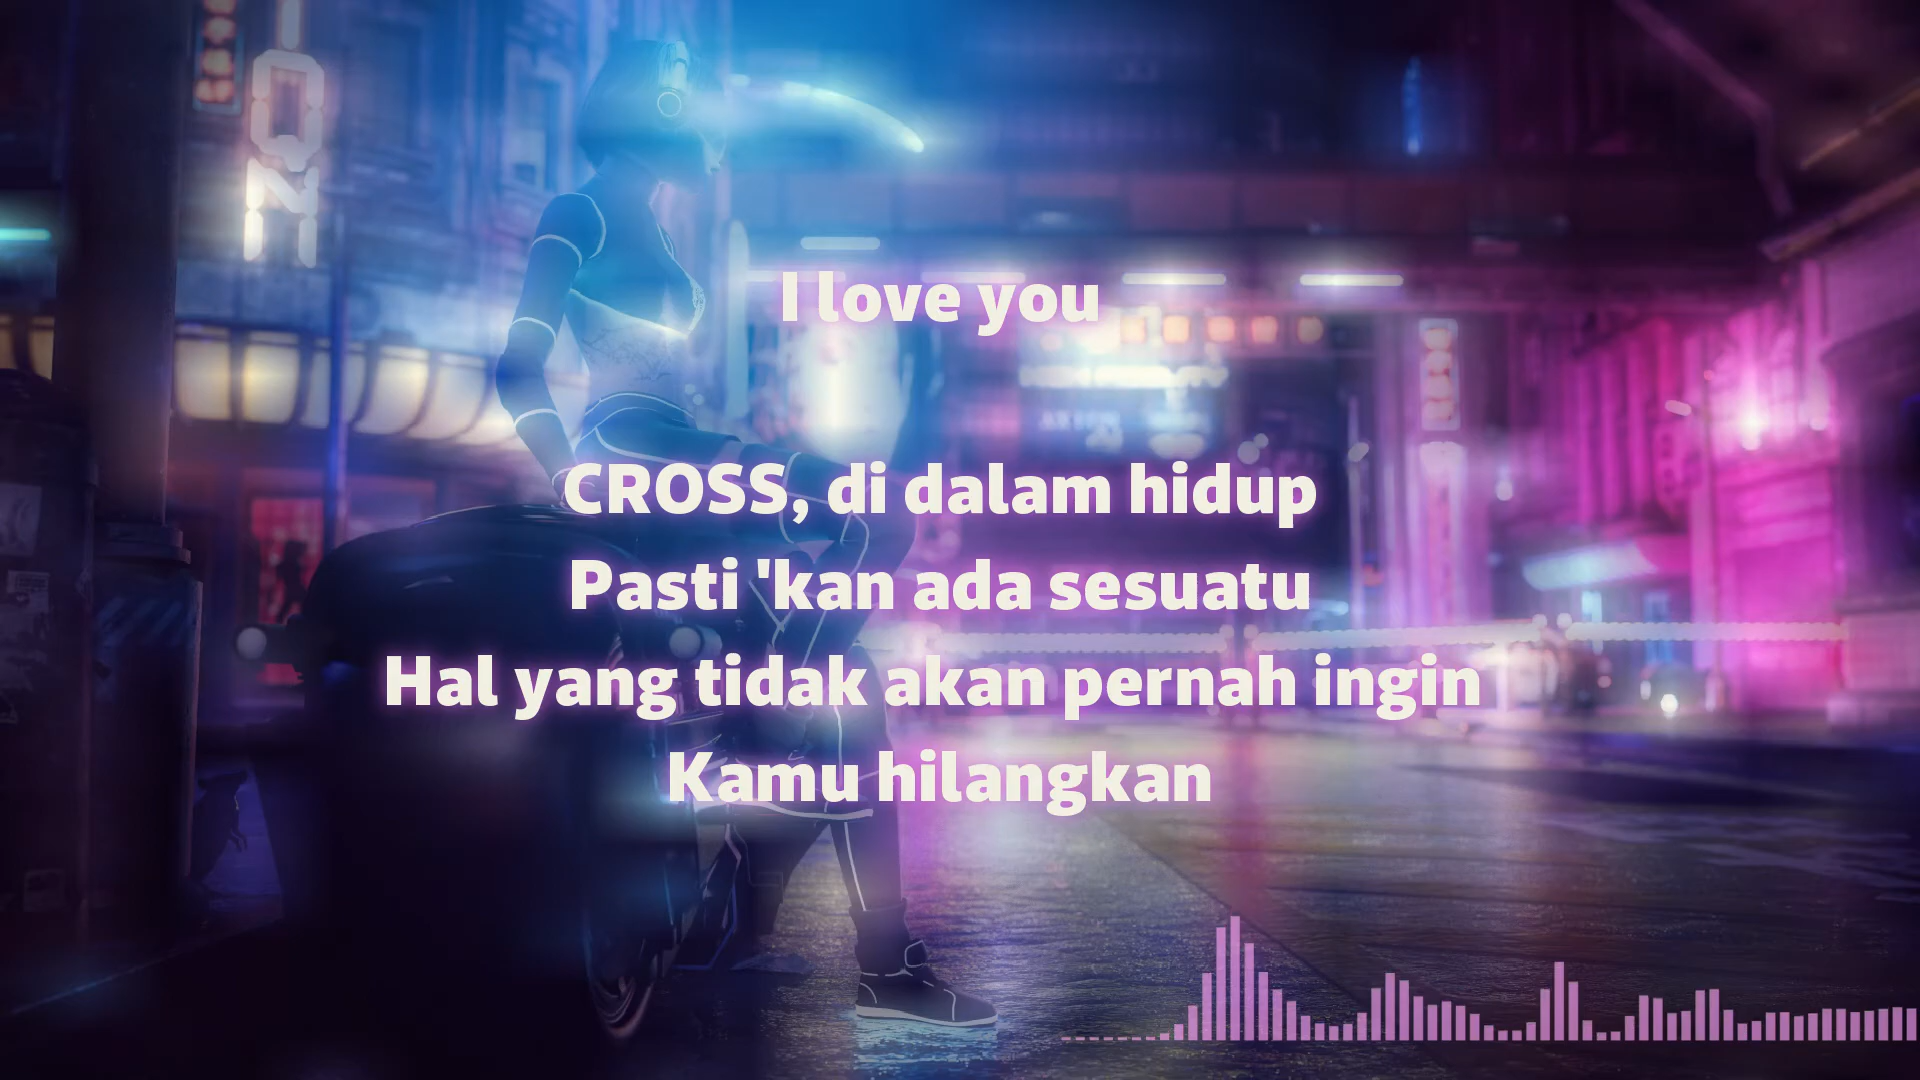 I love you
CROSS, di dalam hidup
Pasti 'kan ada sesuatu
Hal yang tidak akan pernah ingin
Kamu hilangkan